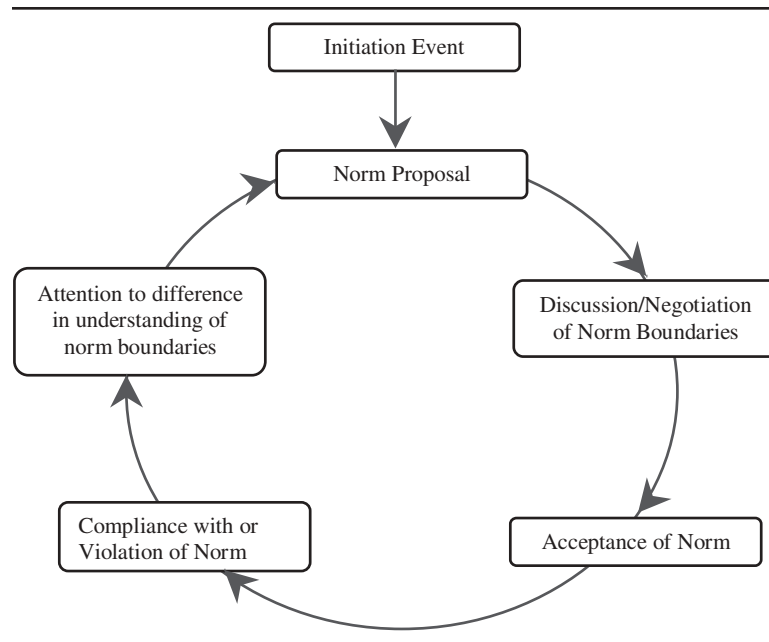 Initiation Event
Norm Proposal
Attention to difference
in understanding of
norm boundaries
Discussion/Negotiation
of Norm Boundaries
Compliance with or
Violation of Norm
Acceptance of Norm